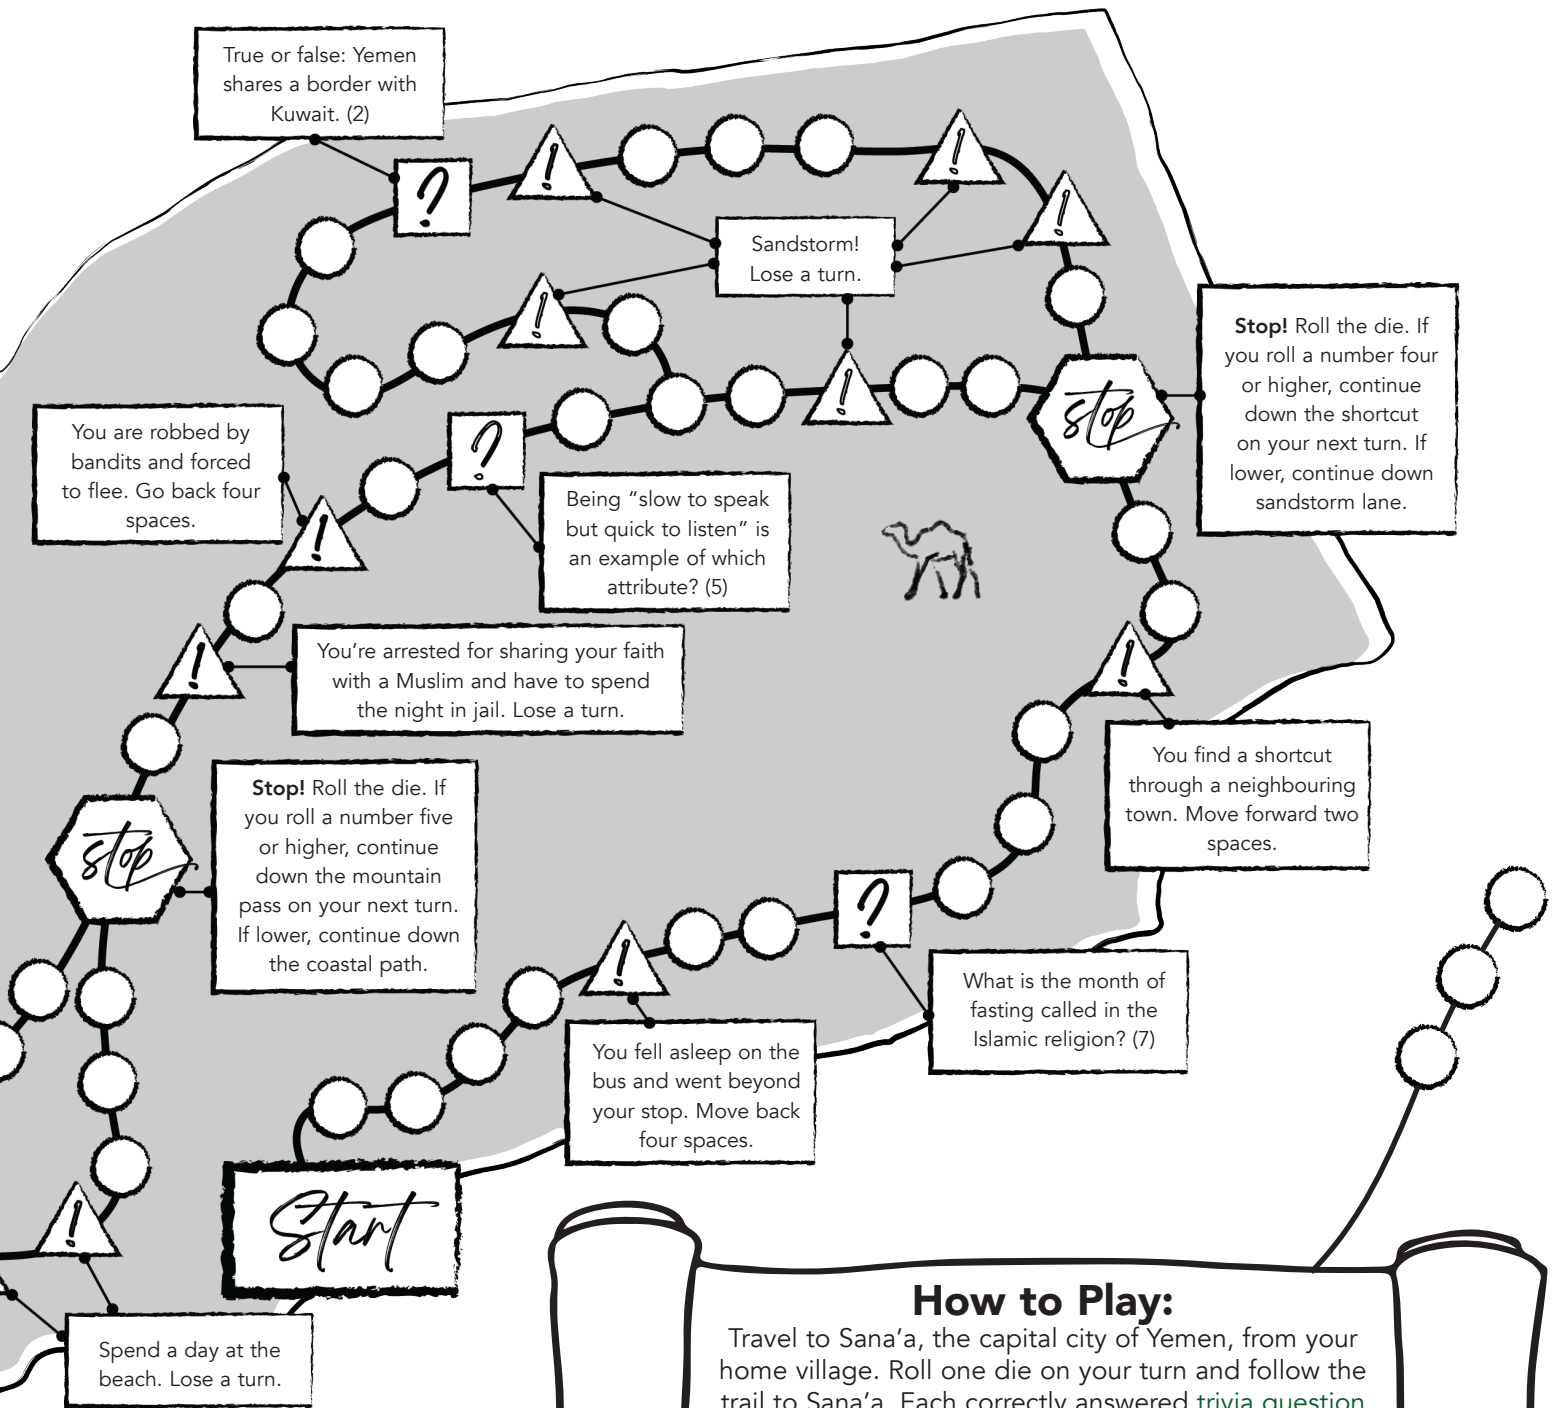 True or false: Yemen
shares a border with
Kuwait. (2)
?
!
!
!
Sandstorm!
Lose a turn.
!
!
stop
Stop! Roll the die. If
you roll a number four
or higher, continue
down the shortcut
on your next turn. If
lower, continue down
sandstorm lane.
You are robbed by
bandits and forced
to flee. Go back four
spaces.
?
!
Being “slow to speak
but quick to listen” is
an example of which
attribute? (5)
!
You’re arrested for sharing your faith
with a Muslim and have to spend
the night in jail. Lose a turn.
!
You find a shortcut
through a neighbouring
town. Move forward two
spaces.
stop
Stop! Roll the die. If
you roll a number five
or higher, continue
down the mountain
pass on your next turn.
If lower, continue down
the coastal path.
?
What is the month of
fasting called in the
Islamic religion? (7)
!
You fell asleep on the
bus and went beyond
your stop. Move back
four spaces.
!
Start
Spend a day at the
beach. Lose a turn.
How to Play:
Travel to Sana’a, the capital city of Yemen, from your
home village. Roll one die on your turn and follow the
trail to Sana’a. Each correctly answered trivia question